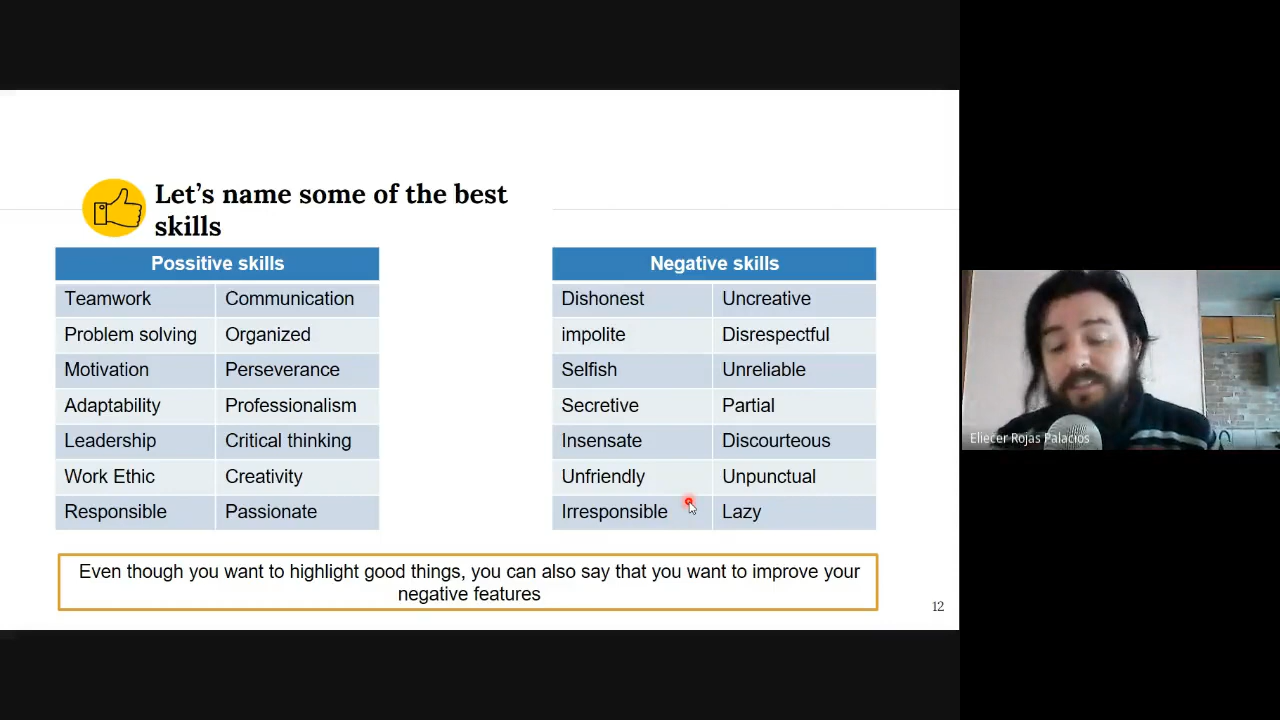 Let's name some of the best
skills
Possitive skills
Teamwork Communication
Problem solving Organized
Motivation Perseverance
Adaptability Professionalism
Leadership Critical thinking
Work Ethic Creativity
Responsible Passionate
Negative skills
Dishonest Uncreative
impolite Disrespectful
Selfish Unreliable
Secretive Partial
Insensate Discourteous
Unfriendly Unpunctual
Irresponsible Lazy
Even though you want to highlight good things, you can also say that you want to improve your
negative features
12
Eliecer Rojas Palacios